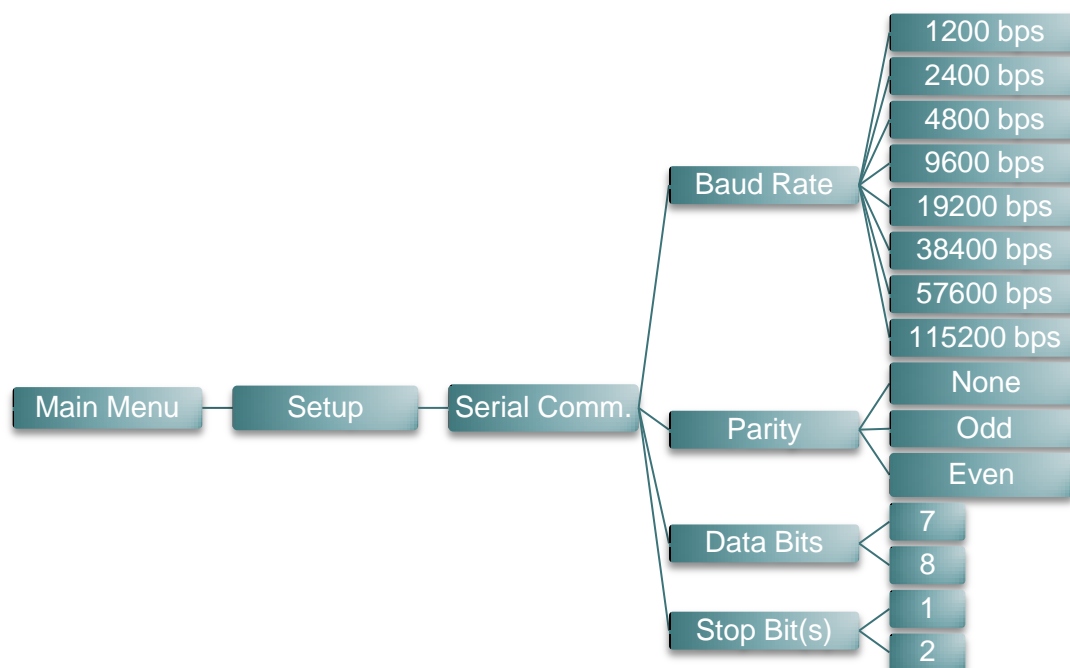 Main Menu
Setup
Serial Comm.
Baud Rate
1200 bps
2400 bps
4800 bps
9600 bps
19200 bps
38400 bps
57600 bps
115200 bps
Parity
None
Odd
Even
Data Bits
7
8
Stop Bit(s)
1
2